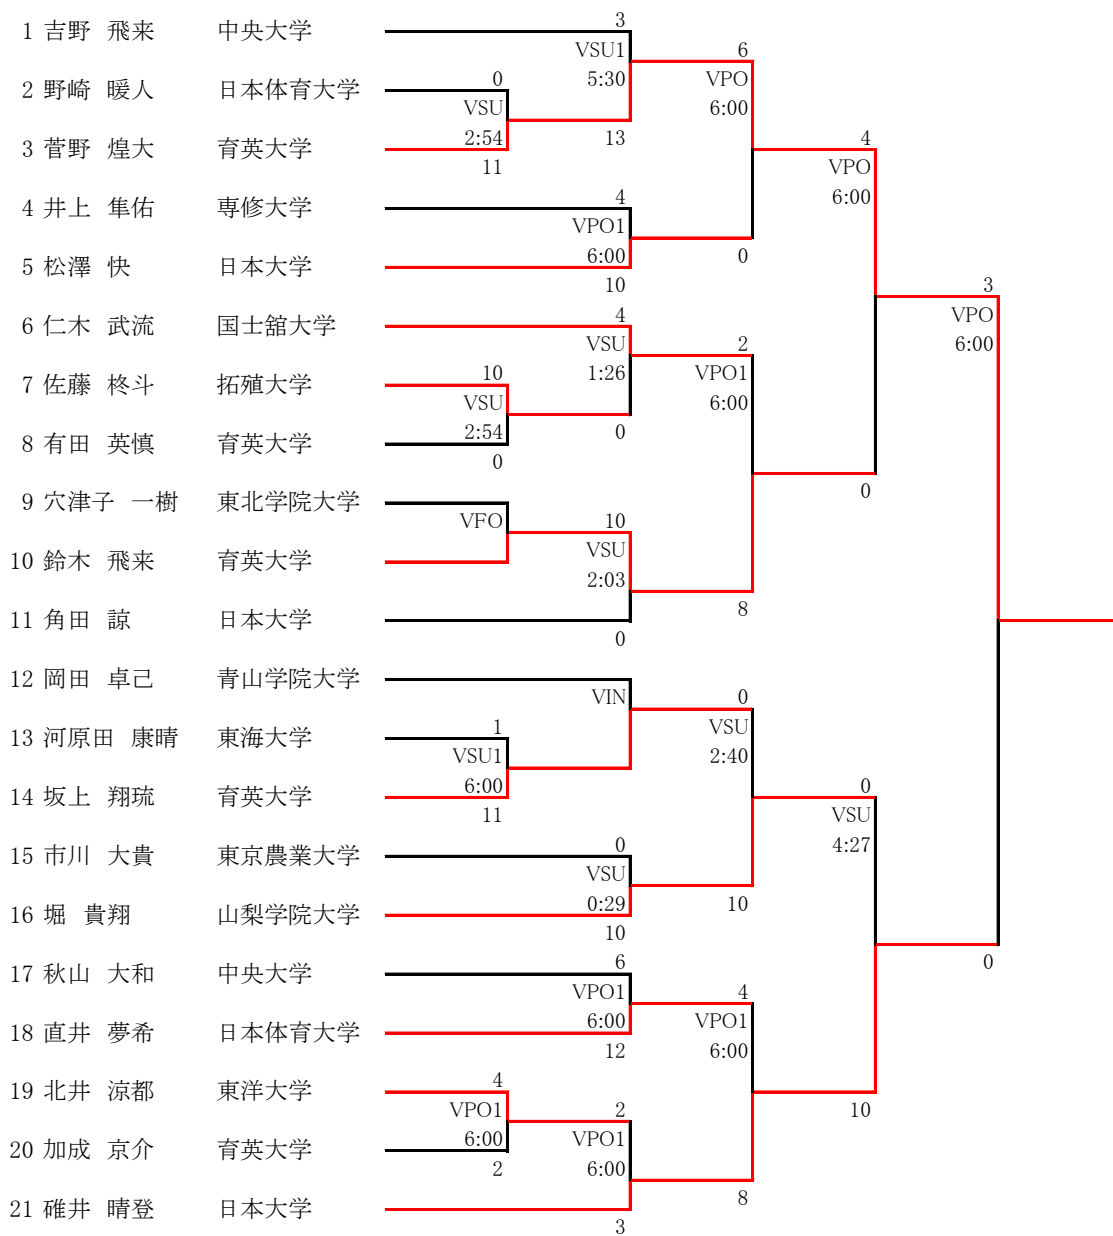 3
1 吉野 飛来 中央大学
VSU1 6
0 5:30 VPO
2 野崎 暖人 日本体育大学
VSU 6:00
2:54 13 4
3 菅野 煌大 育英大学
11 VPO
4 6:00
4 井上 隼佑 専修大学
VPO1
6:00 0
5 松澤 快 日本大学
10 3
4 VPO
6 仁木 武流 国士舘大学
VSU 2 6:00
10 1:26 VPO1
7 佐藤 柊斗 拓殖大学
VSU 6:00
2:54 0
8 有田 英慎 育英大学
0
0
9 穴津子 一樹 東北学院大学
VFO 10
VSU
10 鈴木 飛来 育英大学
2:03
8
11 角田 諒 日本大学
0
12 岡田 卓己 青山学院大学
VIN 0
1 VSU
13 河原田 康晴 東海大学
VSU1 2:40
6:00 0
14 坂上 翔琉 育英大学
11 VSU
0 4:27
15 市川 大貴 東京農業大学
VSU
0:29 10
16 堀 貴翔 山梨学院大学
10
6 0
17 秋山 大和 中央大学
VPO1 4
6:00 VPO1
18 直井 夢希 日本体育大学
12 6:00
4
19 北井 涼都 東洋大学
VPO1 2 10
6:00 VPO1
20 加成 京介 育英大学
2 6:00
8
21 碓井 晴登 日本大学
3